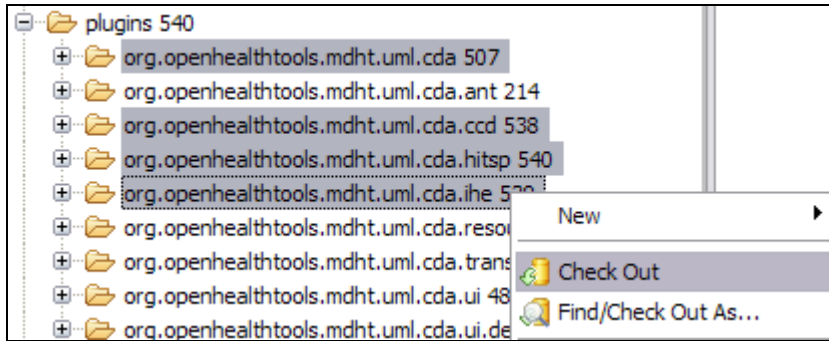 plugins 540
org.openhealthtools.mdht.uml.cda 507
org.openhealthtools.mdht.uml.cda.ant 214
org.openhealthtools.mdht.uml.cda.ccd 538
org.openhealthtools.mdht.uml.cda.hitsp 540
org.openhealthtools.mdht.uml.cda.ihe
New
org.openhealthtools.mdht.uml.cda.resou
org.openhealthtools.mdht.uml.cda.trans
Check Out
org.openhealthtools.mdht.uml.cda.ui 48
Find/Check Out As...
org.openhealthtools.mdht.uml.cda.ui.de